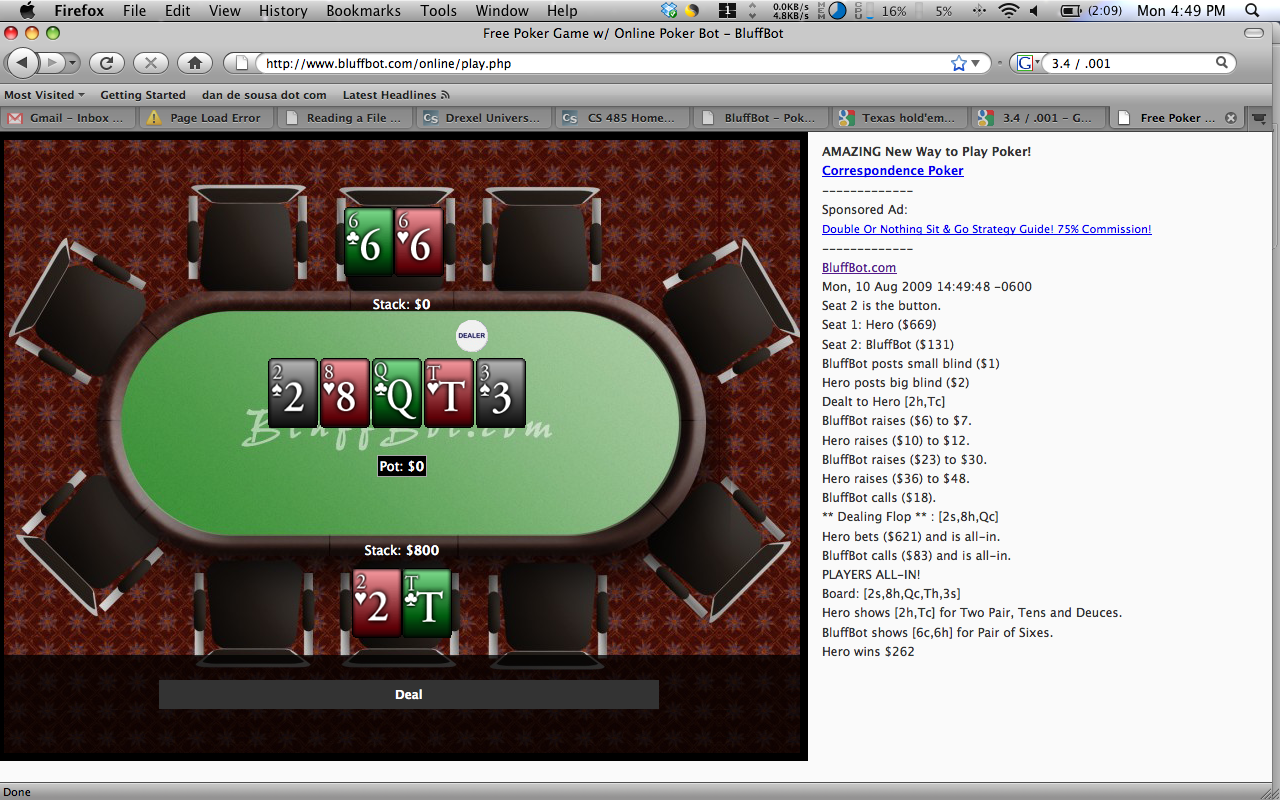 Firefox File Edit View History Bookmarks Tools Window Help 1 0.0KB/s 4.8KB/s MEM CPU 16% 5% (2:09) Mon 4:49 PM
Free Poker Game w/ Online Poker Bot – BluffBot
http://www.bluffbot.com/online/play.php G 3.4 / .001
Most Visited Getting Started dan de sousa dot com Latest Headlines
Gmail – Inbox ... Page Load Error Reading a File ... CS Drexel Univers... CS CS 485 Home... BluffBot – Pok... Texas hold'em... 3.4 / .001 – G... Free Poker ...
6 6 6 6
Stack: $0
DEALER
2 2 8 8 Q Q T T 3 3
BluffBot.com
Pot: $0
Stack: $800
2 2 T T
Deal
AMAZING New Way to Play Poker!
Correspondence Poker
-------------
Sponsored Ad:
Double Or Nothing Sit & Go Strategy Guide! 75% Commission!
-------------
BluffBot.com
Mon, 10 Aug 2009 14:49:48 -0600
Seat 2 is the button.
Seat 1: Hero ($669)
Seat 2: BluffBot ($131)
BluffBot posts small blind ($1)
Hero posts big blind ($2)
Dealt to Hero [2h,Tc]
BluffBot raises ($6) to $7.
Hero raises ($10) to $12.
BluffBot raises ($23) to $30.
Hero raises ($36) to $48.
BluffBot calls ($18).
** Dealing Flop ** : [2s,8h,Qc]
Hero bets ($621) and is all-in.
BluffBot calls ($83) and is all-in.
PLAYERS ALL-IN!
Board: [2s,8h,Qc,Th,3s]
Hero shows [2h,Tc] for Two Pair, Tens and Deuces.
BluffBot shows [6c,6h] for Pair of Sixes.
Hero wins $262
Done